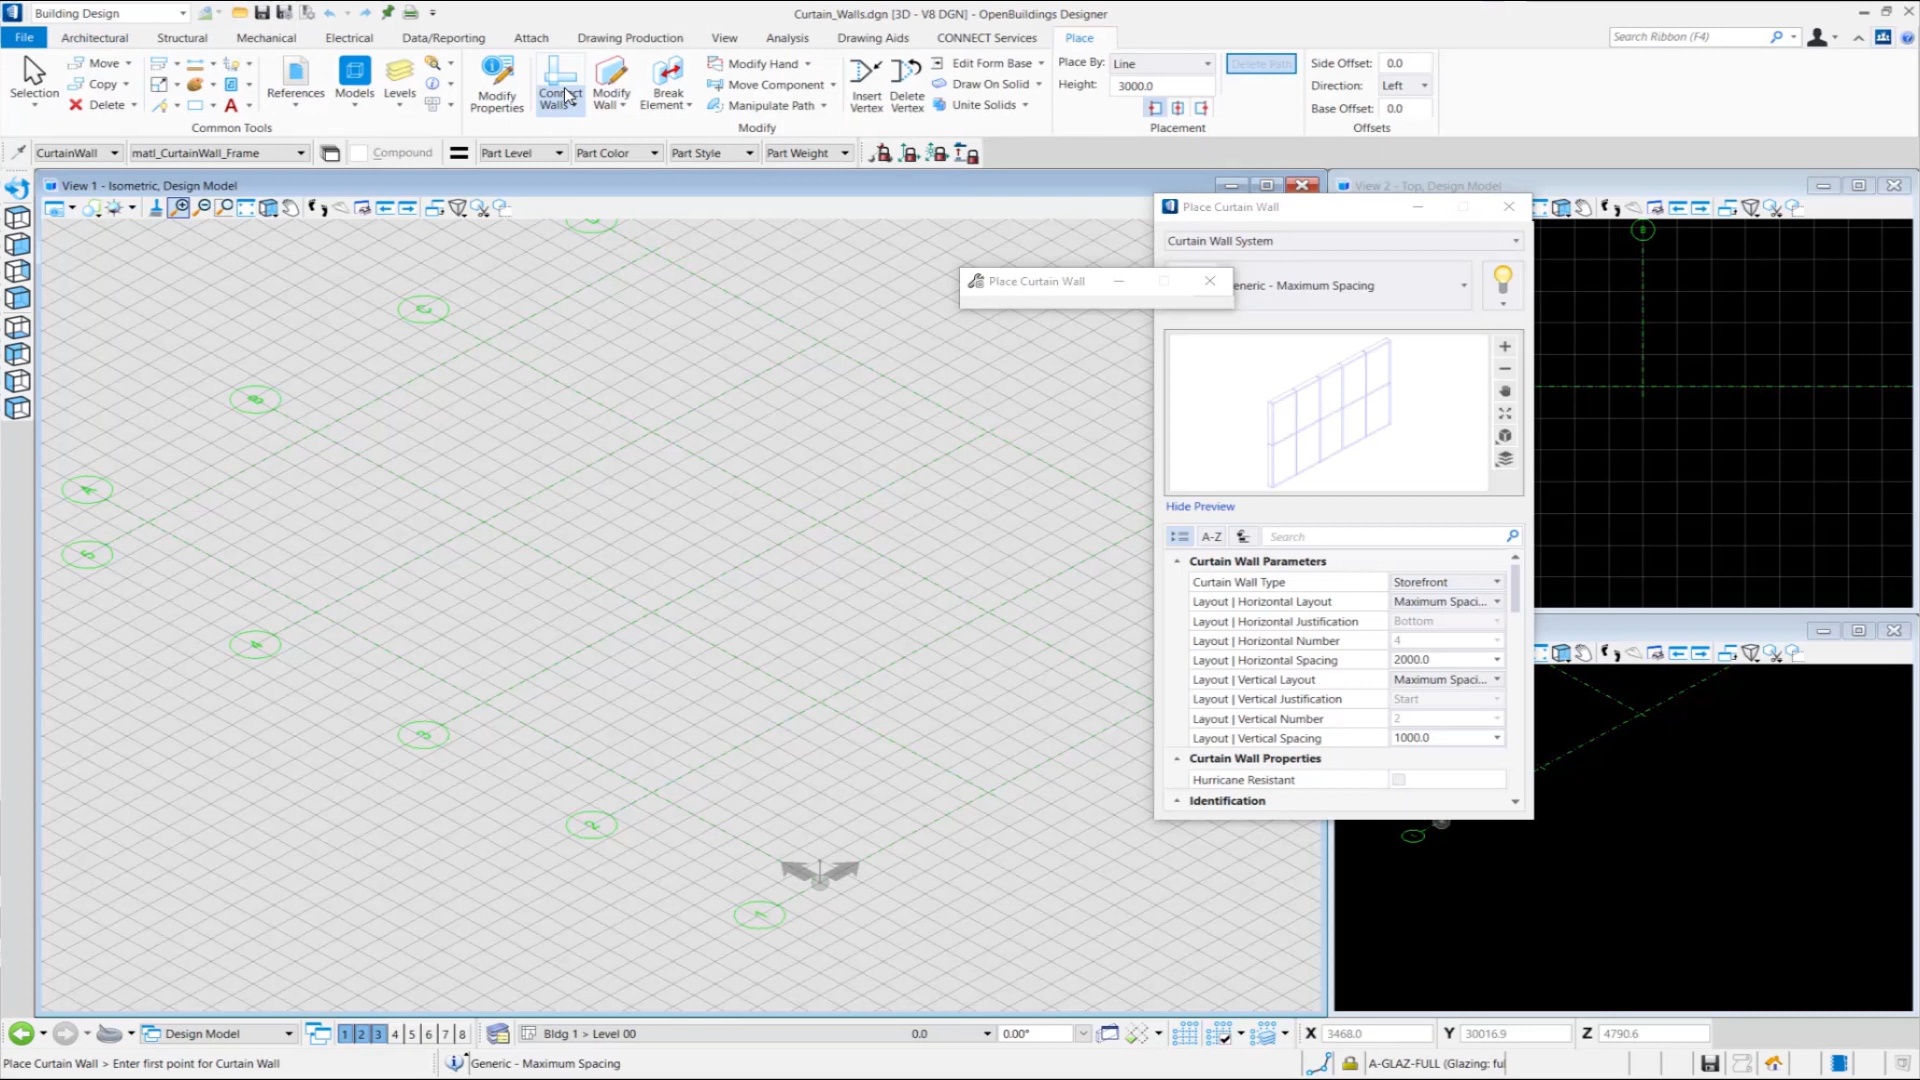 Building Design
Curtain_Walls.dgn [3D - V8 DGN] - OpenBuildings Designer
File
Architectural
Structural
Mechanical
Electrical
Data/Reporting
Attach
Drawing Production
View
Analysis
Drawing Aids
CONNECT Services
Place
Search Ribbon (F4)
Selection
Move
Copy
Delete
References
Models
Levels
Common Tools
Modify
Properties
Connect
Walls
Modify
Wall
Break
Element
Modify Hand
Move Component
Manipulate Path
Insert
Vertex
Delete
Vertex
Edit Form Base
Draw On Solid
Unite Solids
Modify
Place By: Line
Height: 3000.0
Placement
Delete Path
Side Offset: 0.0
Direction: Left
Base Offset: 0.0
Offsets
CurtainWall
matl_CurtainWall_Frame
Compound
Part Level
Part Color
Part Style
Part Weight
View 1 - Isometric, Design Model
View 2 - Top, Design Model
Place Curtain Wall
Curtain Wall System
Place Curtain Wall
eneric - Maximum Spacing
Hide Preview
A-Z
Search
Curtain Wall Parameters
Curtain Wall Type Storefront
Layout | Horizontal Layout Maximum Spaci...
Layout | Horizontal Justification Bottom
Layout | Horizontal Number 4
Layout | Horizontal Spacing 2000.0
Layout | Vertical Layout Maximum Spaci...
Layout | Vertical Justification Start
Layout | Vertical Number 2
Layout | Vertical Spacing 1000.0
Curtain Wall Properties
Hurricane Resistant
Identification
C
B
A
5
4
3
2
1
B
Design Model
1 2 3 4 5 6 7 8
Bldg 1 > Level 00
0.0
0.00°
X 3468.0
Y 30016.9
Z 4790.6
Place Curtain Wall > Enter first point for Curtain Wall
Generic - Maximum Spacing
A-GLAZ-FULL (Glazing: ful